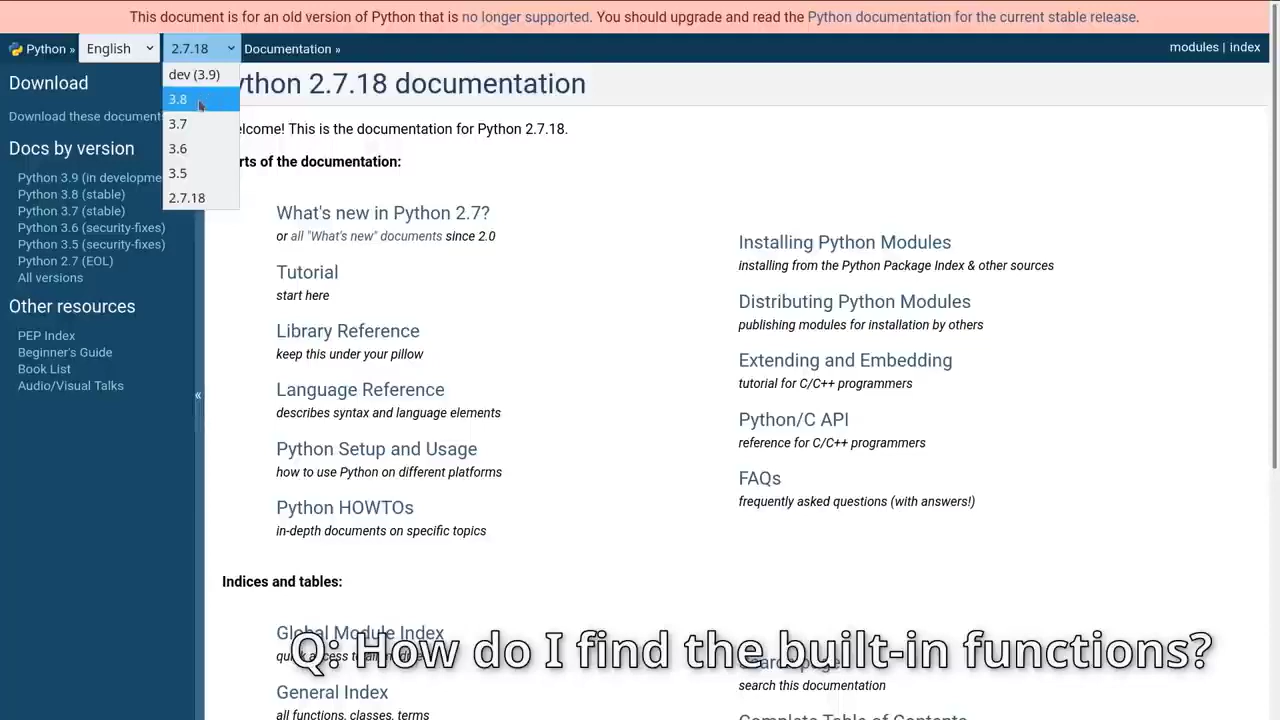 This document is for an old version of Python that is no longer supported. You should upgrade and read the Python documentation for the current stable release.
Python » English 2.7.18 Documentation » modules | index
dev (3.9)
3.8
3.7
3.6
3.5
2.7.18
Download
Download these document
Docs by version
Python 3.9 (in developme
Python 3.8 (stable)
Python 3.7 (stable)
Python 3.6 (security-fixes)
Python 3.5 (security-fixes)
Python 2.7 (EOL)
All versions
Other resources
PEP Index
Beginner's Guide
Book List
Audio/Visual Talks
«
ython 2.7.18 documentation
elcome! This is the documentation for Python 2.7.18.
rts of the documentation:
What's new in Python 2.7?
or all "What's new" documents since 2.0
Tutorial
start here
Library Reference
keep this under your pillow
Language Reference
describes syntax and language elements
Python Setup and Usage
how to use Python on different platforms
Python HOWTOs
in-depth documents on specific topics
Installing Python Modules
installing from the Python Package Index & other sources
Distributing Python Modules
publishing modules for installation by others
Extending and Embedding
tutorial for C/C++ programmers
Python/C API
reference for C/C++ programmers
FAQs
frequently asked questions (with answers!)
Indices and tables:
Global Module Index
General Index
all functions, classes, terms
search this documentation
Complete Table of Contents
Q: How do I find the built-in functions?